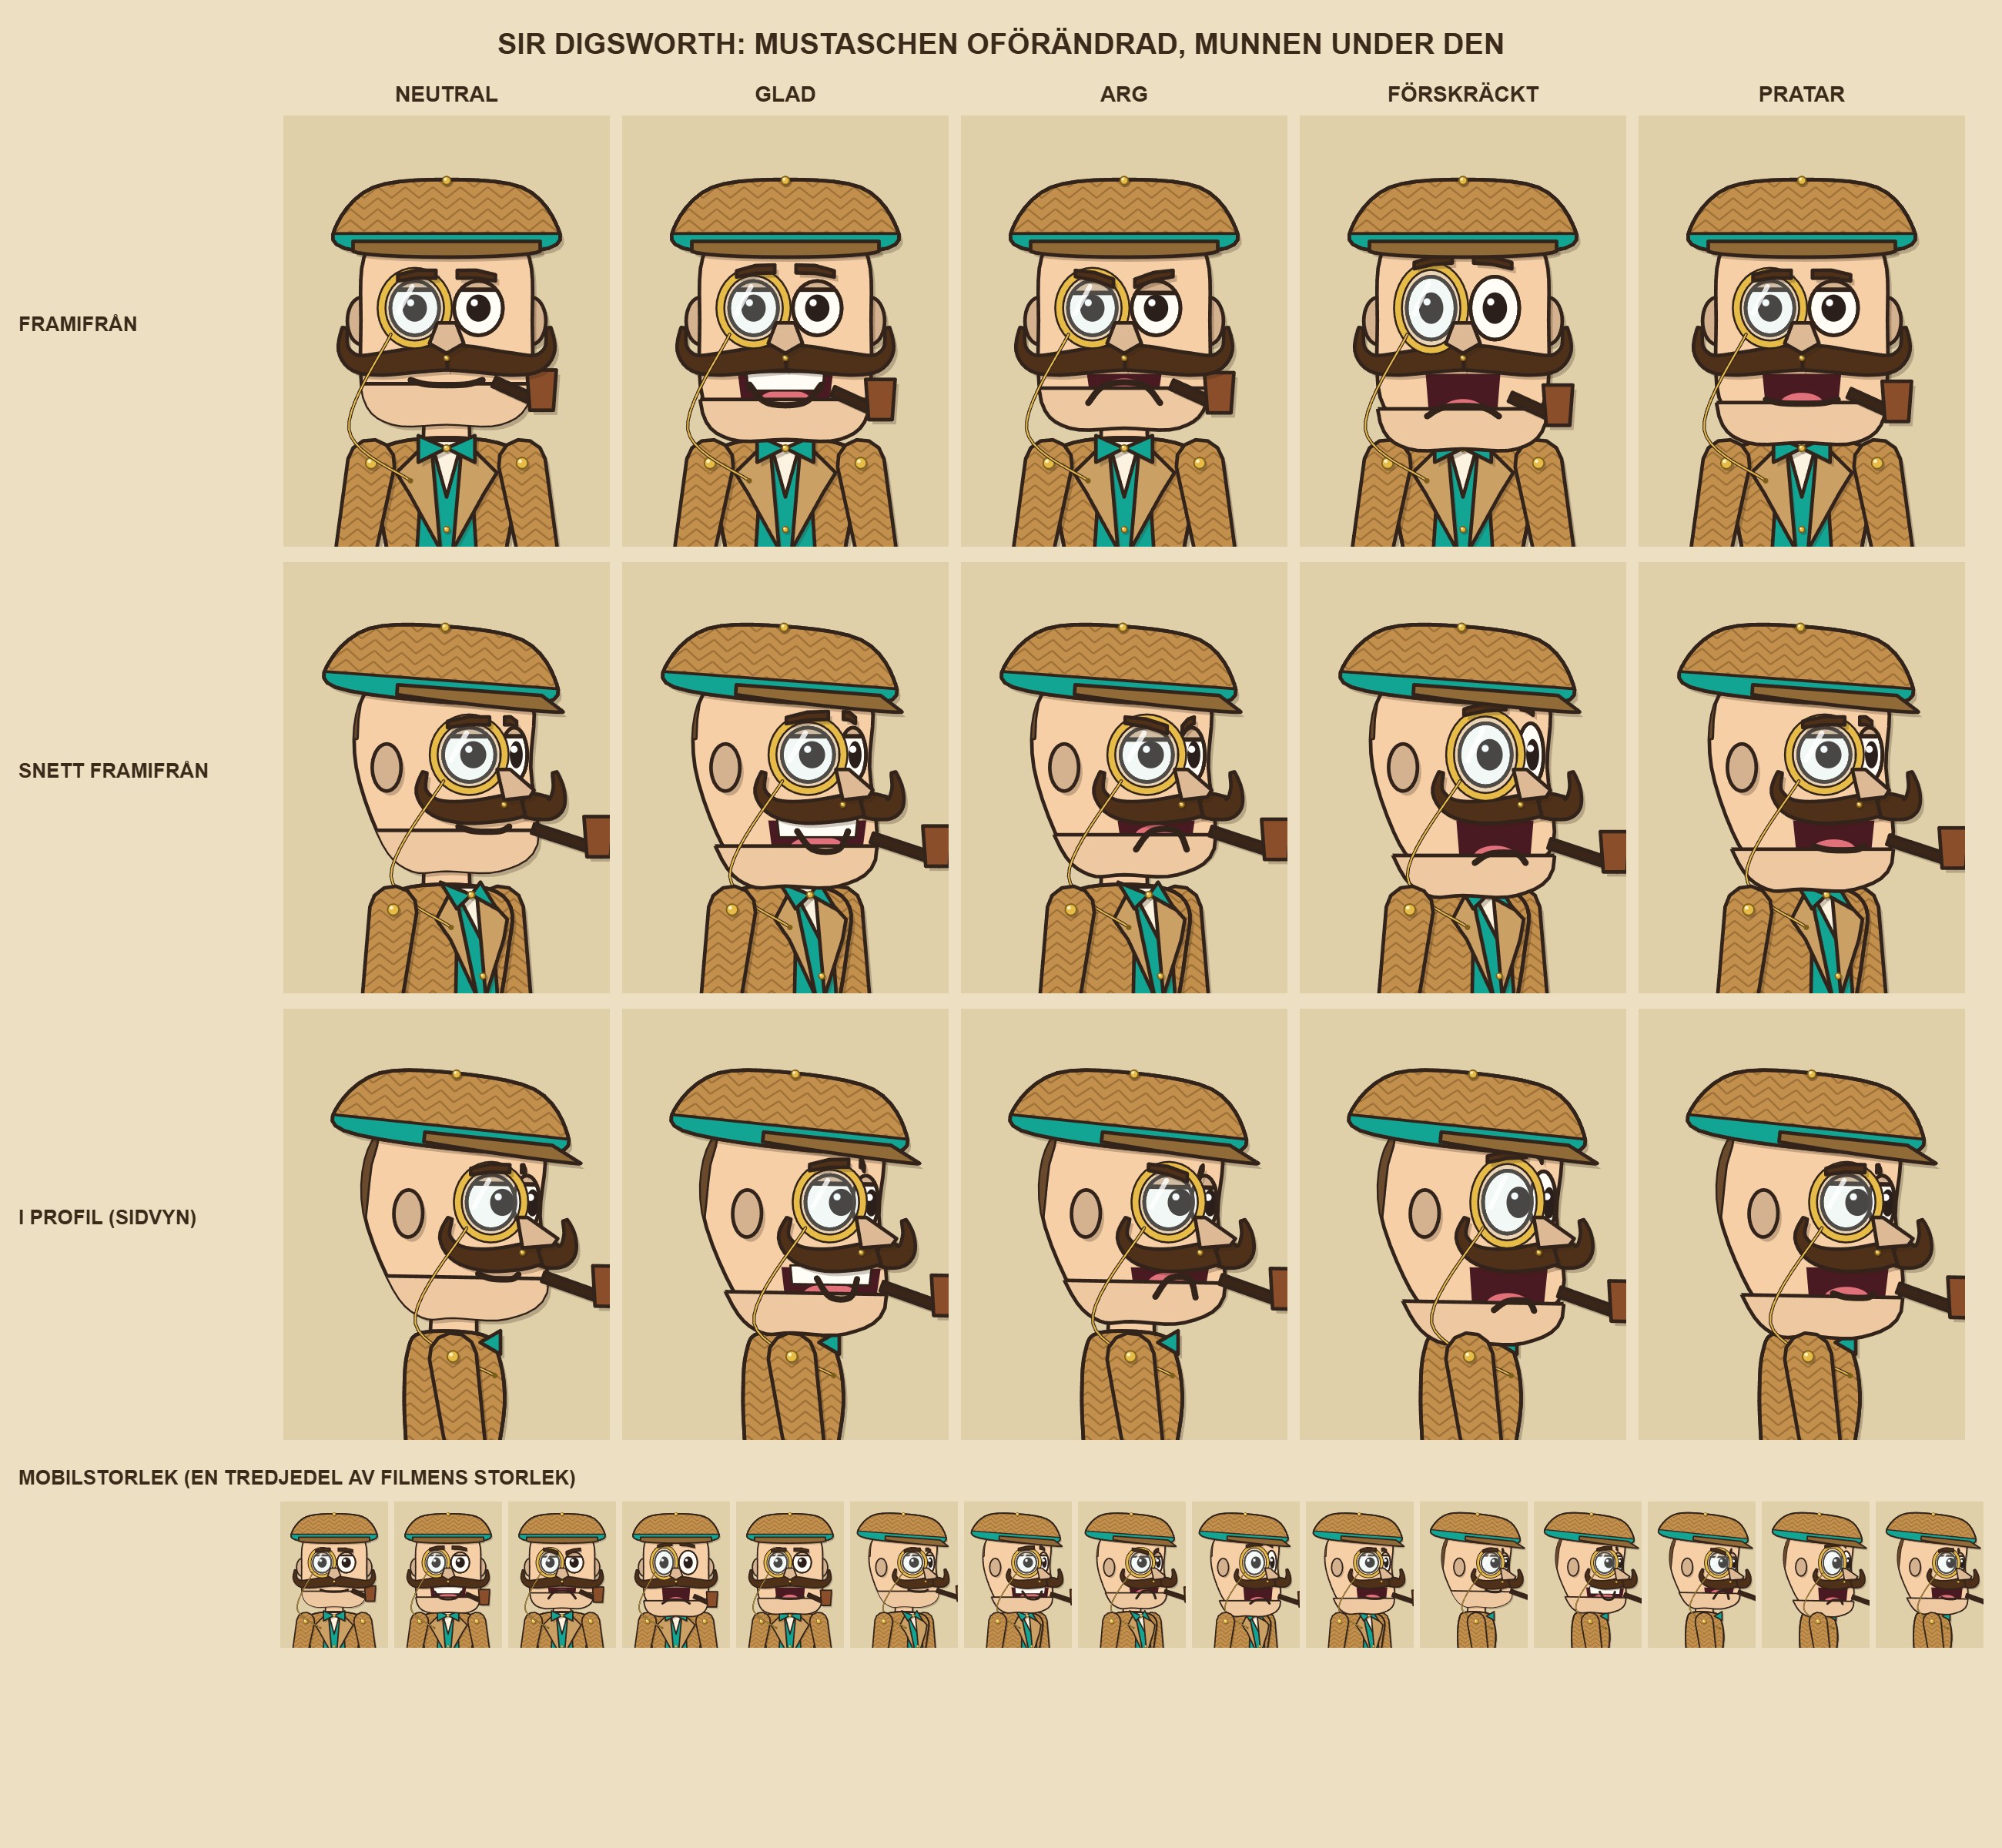 SIR DIGSWORTH: MUSTASCHEN OFÖRÄNDRAD, MUNNEN UNDER DEN
NEUTRAL GLAD ARG FÖRSKRÄCKT PRATAR
FRAMIFRÅN
SNETT FRAMIFRÅN
I PROFIL (SIDVYN)
MOBILSTORLEK (EN TREDJEDEL AV FILMENS STORLEK)